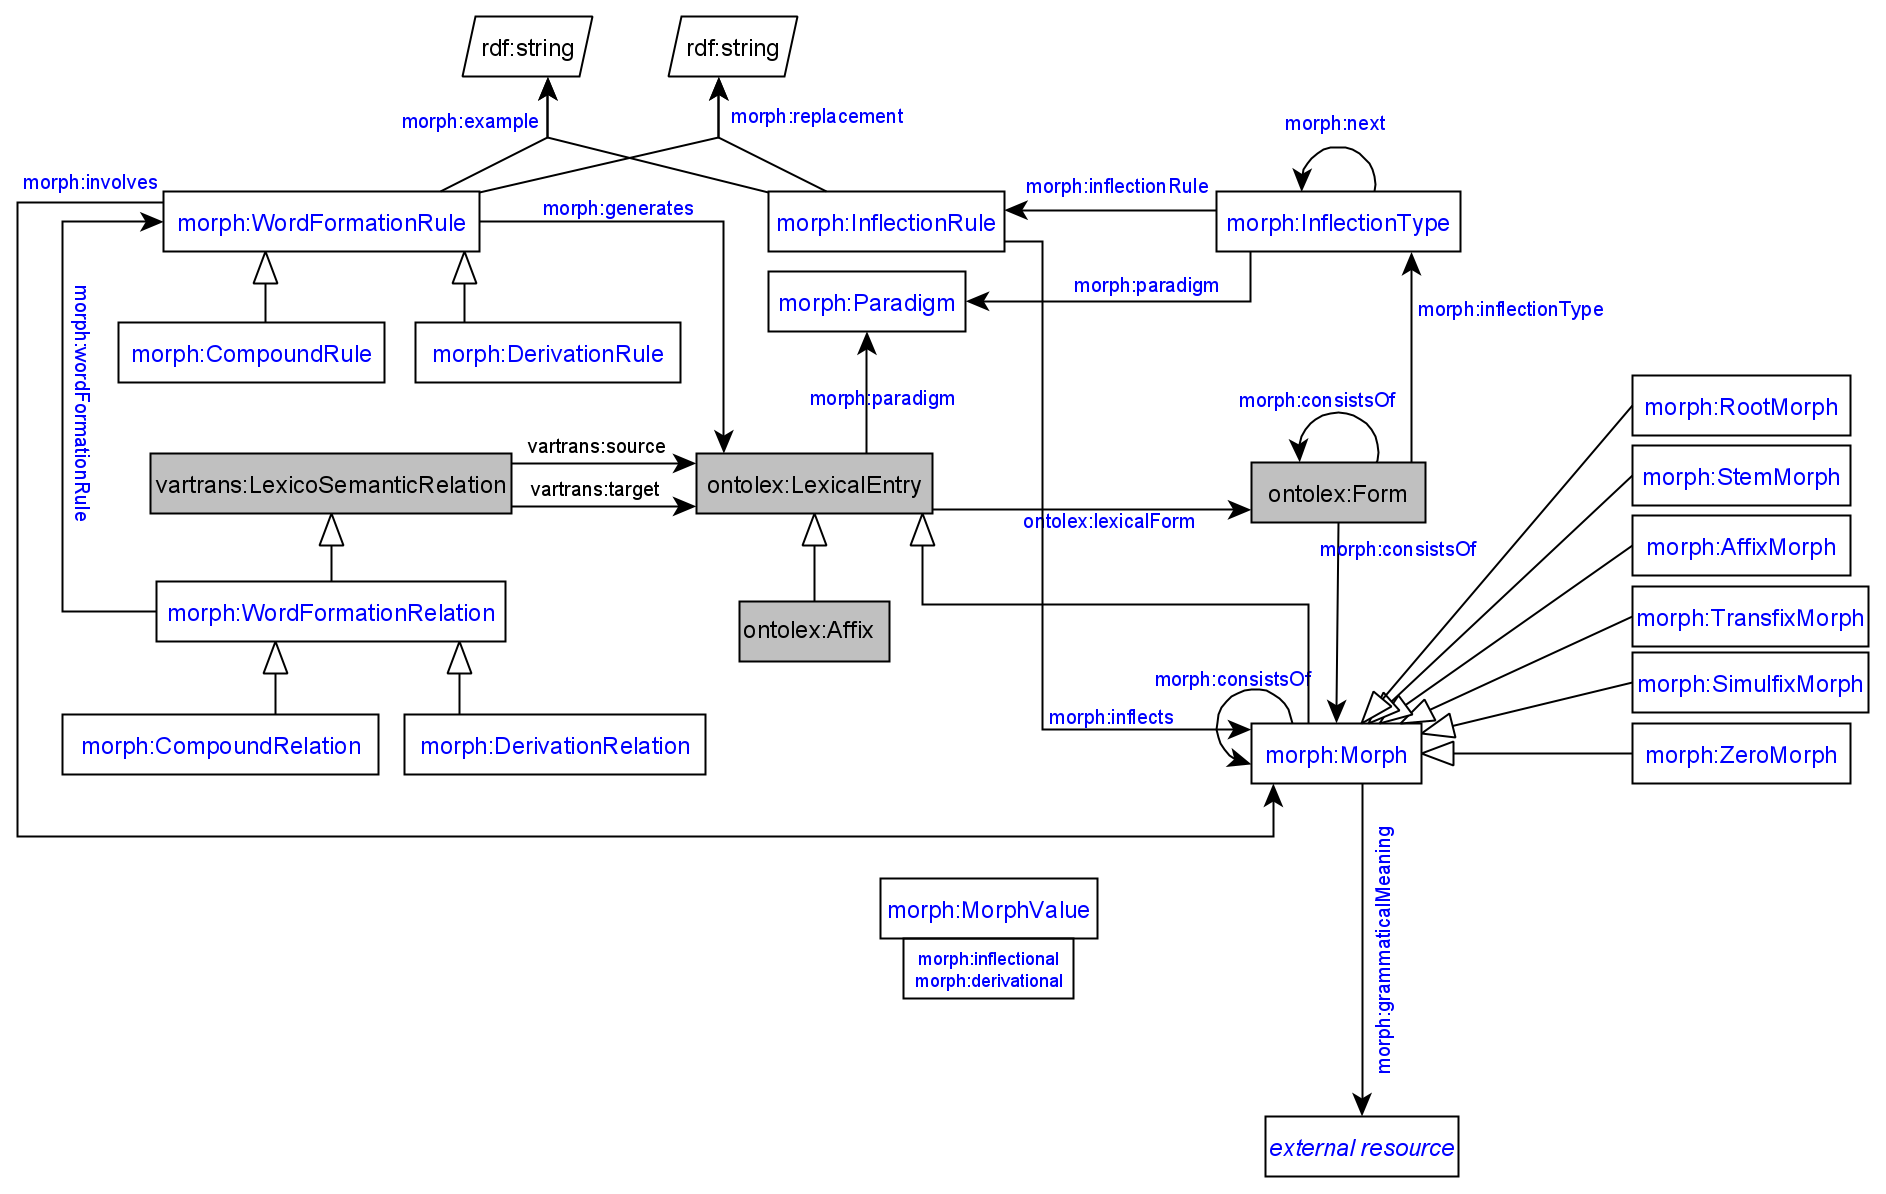 rdf:string
rdf:string
morph:example
morph:replacement
morph:next
morph:involves
morph:inflectionRule
morph:generates
morph:WordFormationRule
morph:InflectionRule
morph:InflectionType
morph:paradigm
morph:Paradigm
morph:inflectionType
morph:wordFormationRule
morph:CompoundRule
morph:DerivationRule
morph:paradigm
morph:consistsOf
morph:RootMorph
vartrans:source
morph:StemMorph
vartrans:LexicoSemanticRelation
vartrans:target
ontolex:LexicalEntry
ontolex:Form
ontolex:lexicalForm
morph:consistsOf
morph:AffixMorph
morph:WordFormationRelation
ontolex:Affix
morph:TransfixMorph
morph:consistsOf
morph:SimulfixMorph
morph:inflects
morph:CompoundRelation
morph:DerivationRelation
morph:Morph
morph:ZeroMorph
morph:grammaticalMeaning
morph:MorphValue
morph:inflectional
morph:derivational
external resource